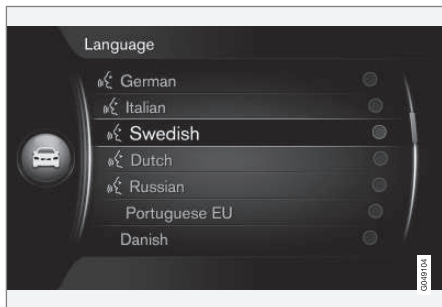 Language
German
Italian
Swedish
Dutch
Russian
Portuguese EU
Danish
G049104